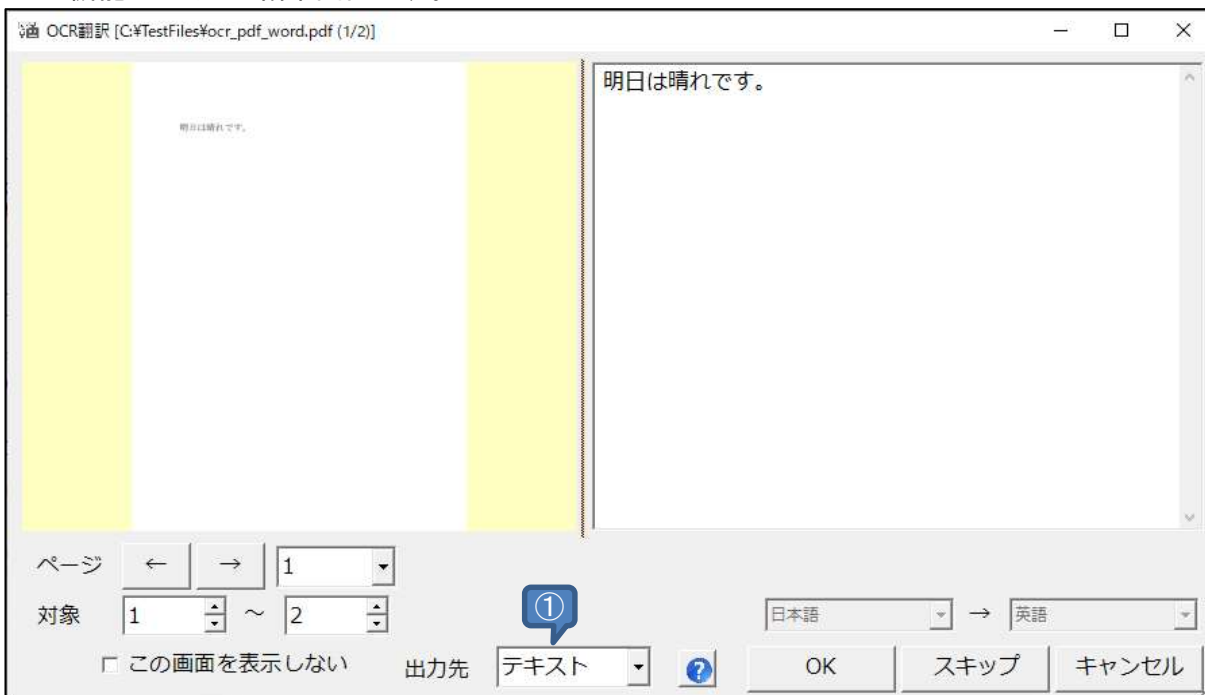 OCR翻訳 [C:¥TestFiles¥ocr_pdf_word.pdf (1/2)]
明日は晴れです。
明日は晴れです。
ページ ← → 1
対象 1 ～ 2
①
日本語 → 英語
この画面を表示しない 出力先 テキスト ? OK スキップ キャンセル